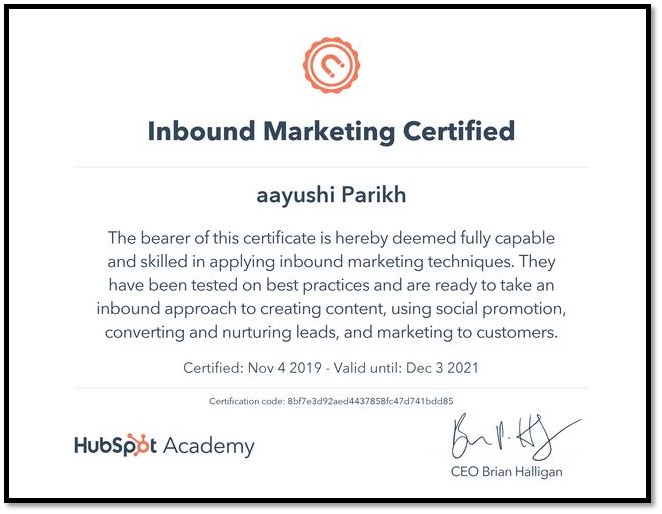 Inbound Marketing Certified
aayushi Parikh
The bearer of this certificate is hereby deemed fully capable
and skilled in applying inbound marketing techniques. They
have been tested on best practices and are ready to take an
inbound approach to creating content, using social promotion,
converting and nurturing leads, and marketing to customers.
Certified: Nov 4 2019 - Valid until: Dec 3 2021
Certification code: 8bf7e3d92aed4437858fc47d741bdd85
HubSpot Academy
CEO Brian Halligan